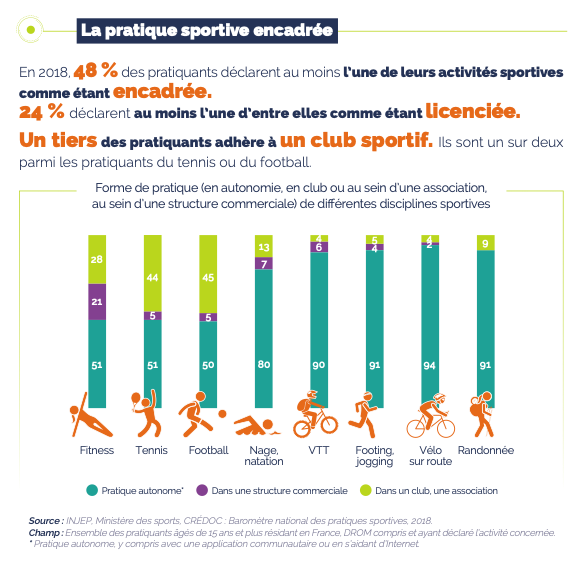 La pratique sportive encadrée
En 2018, 48 % des pratiquants déclarent au moins l'une de leurs activités sportives
comme étant encadrée.
24 % déclarent au moins l'une d'entre elles comme étant licenciée.
Un tiers des pratiquants adhère à un club sportif. Ils sont un sur deux
parmi les pratiquants du tennis ou du football.
Forme de pratique (en autonomie, en club ou au sein d'une association,
au sein d'une structure commerciale) de différentes disciplines sportives
28 44 45 13 4 5 4 9
21 5 5 7 6 4 2
51 51 50 80 90 91 94 91
Fitness Tennis Football Nage, VTT Footing, Vélo Randonnée
natation jogging sur route
Pratique autonome* Dans une structure commerciale Dans un club, une association
Source : INJEP, Ministère des sports, CRÉDOC : Baromètre national des pratiques sportives, 2018.
Champ : Ensemble des pratiquants âgés de 15 ans et plus résidant en France, DROM compris et ayant déclaré l'activité concernée.
* Pratique autonome, y compris avec une application communautaire ou en s'aidant d'Internet.